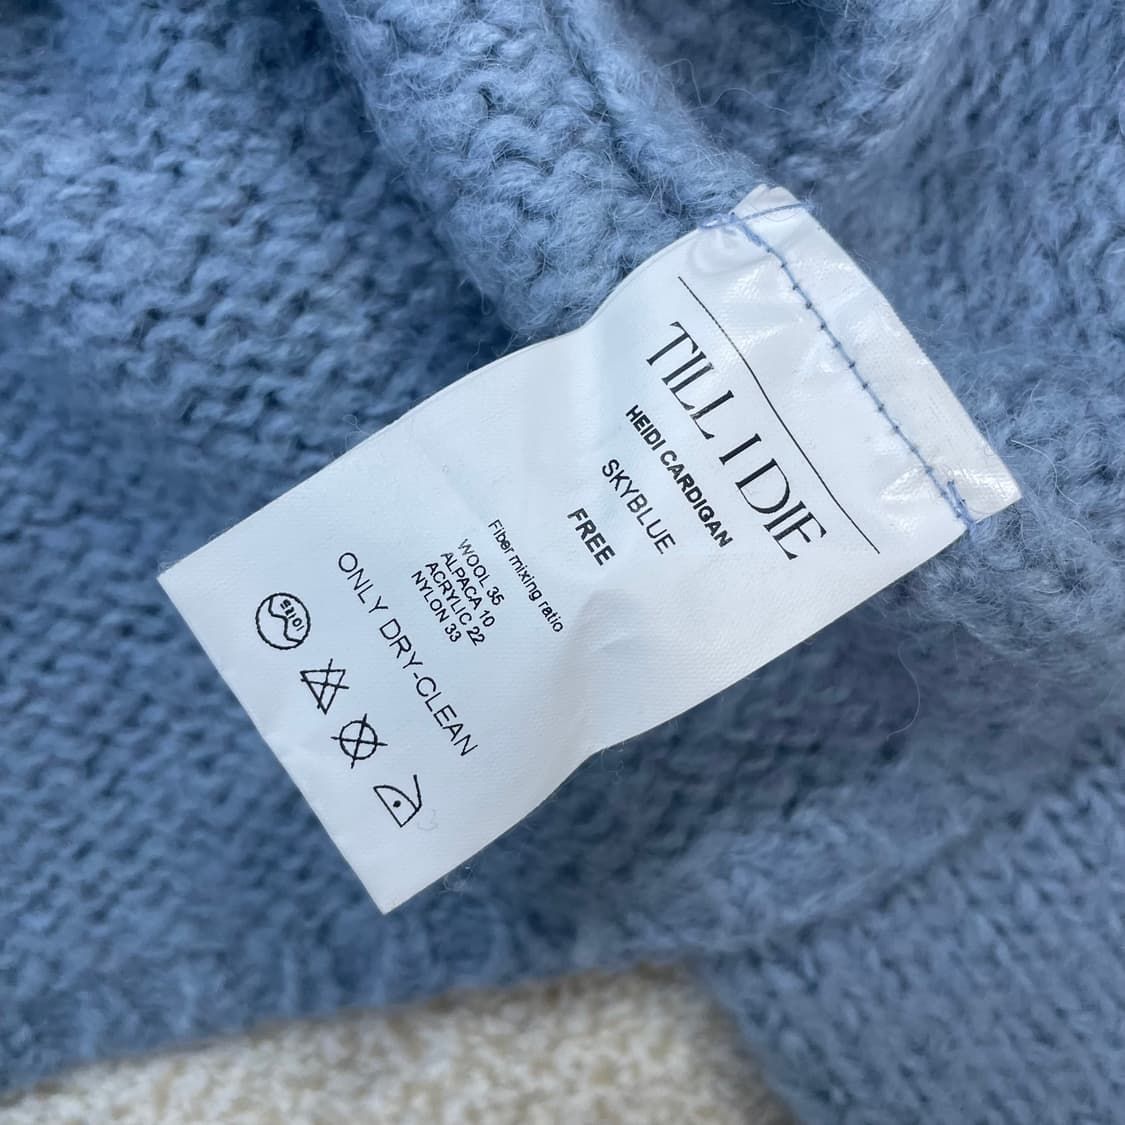 TILL I DIE
HEIDI CARDIGAN
SKYBLUE
FREE
Fiber mixing ratio
WOOL 35
ALPACA 10
ACRYLIC 22
NYLON 33
ONLY DRY-CLEAN